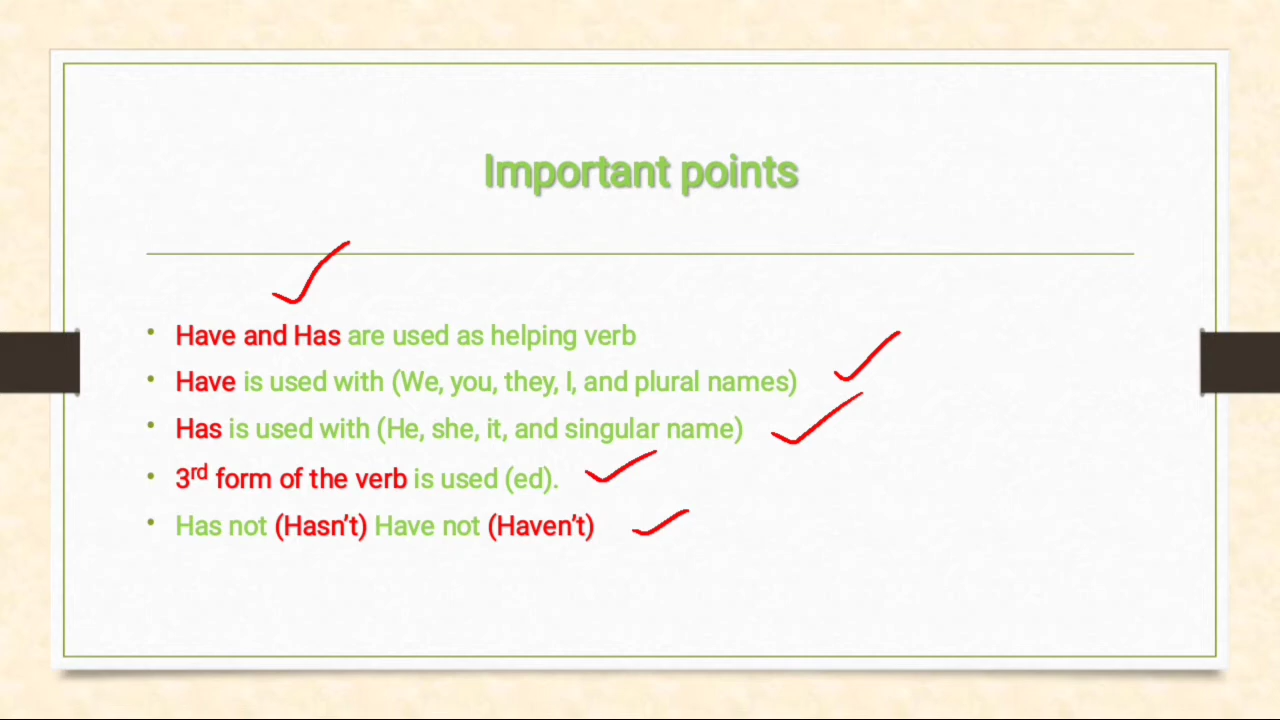 Important points
• Have and Has are used as helping verb
• Have is used with (We, you, they, I, and plural names)
• Has is used with (He, she, it, and singular name)
• 3rd form of the verb is used (ed).
• Has not (Hasn't) Have not (Haven't)